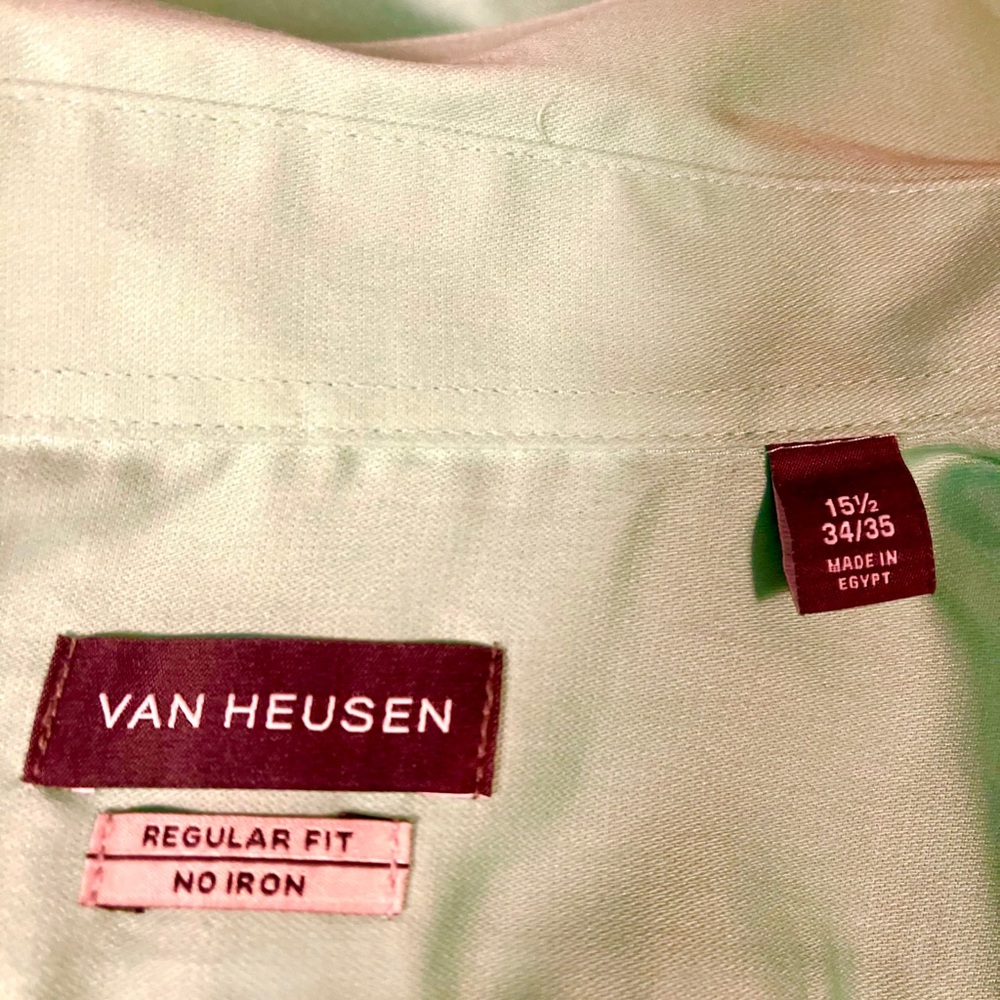 15½
34/35
MADE IN
EGYPT
VAN HEUSEN
REGULAR FIT
NO IRON